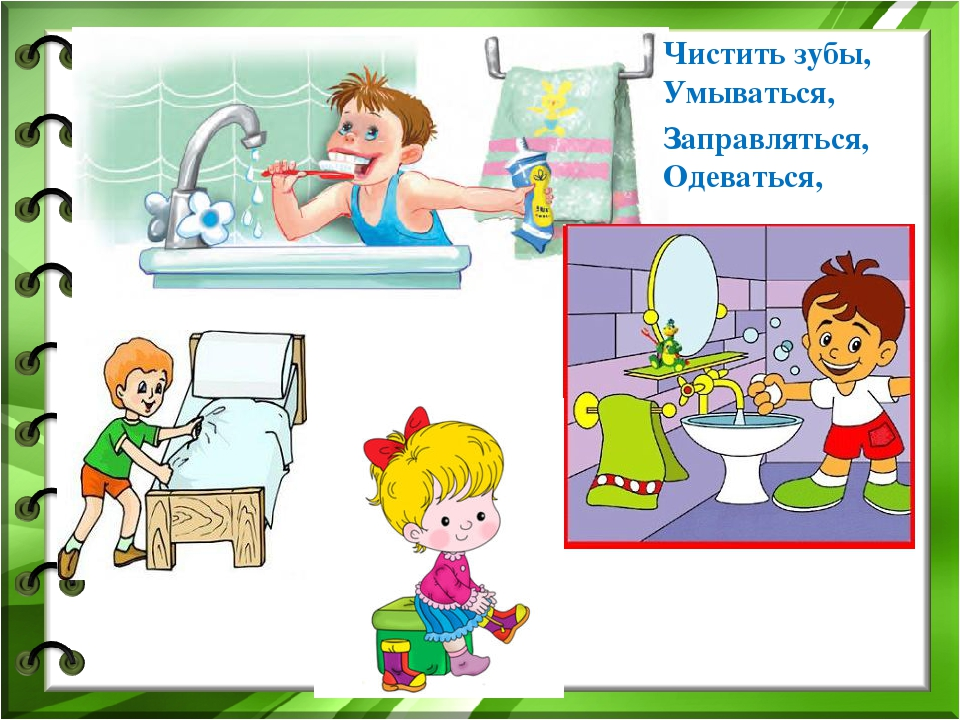 Чистить зубы,
Умываться,
Заправляться,
Одеваться,